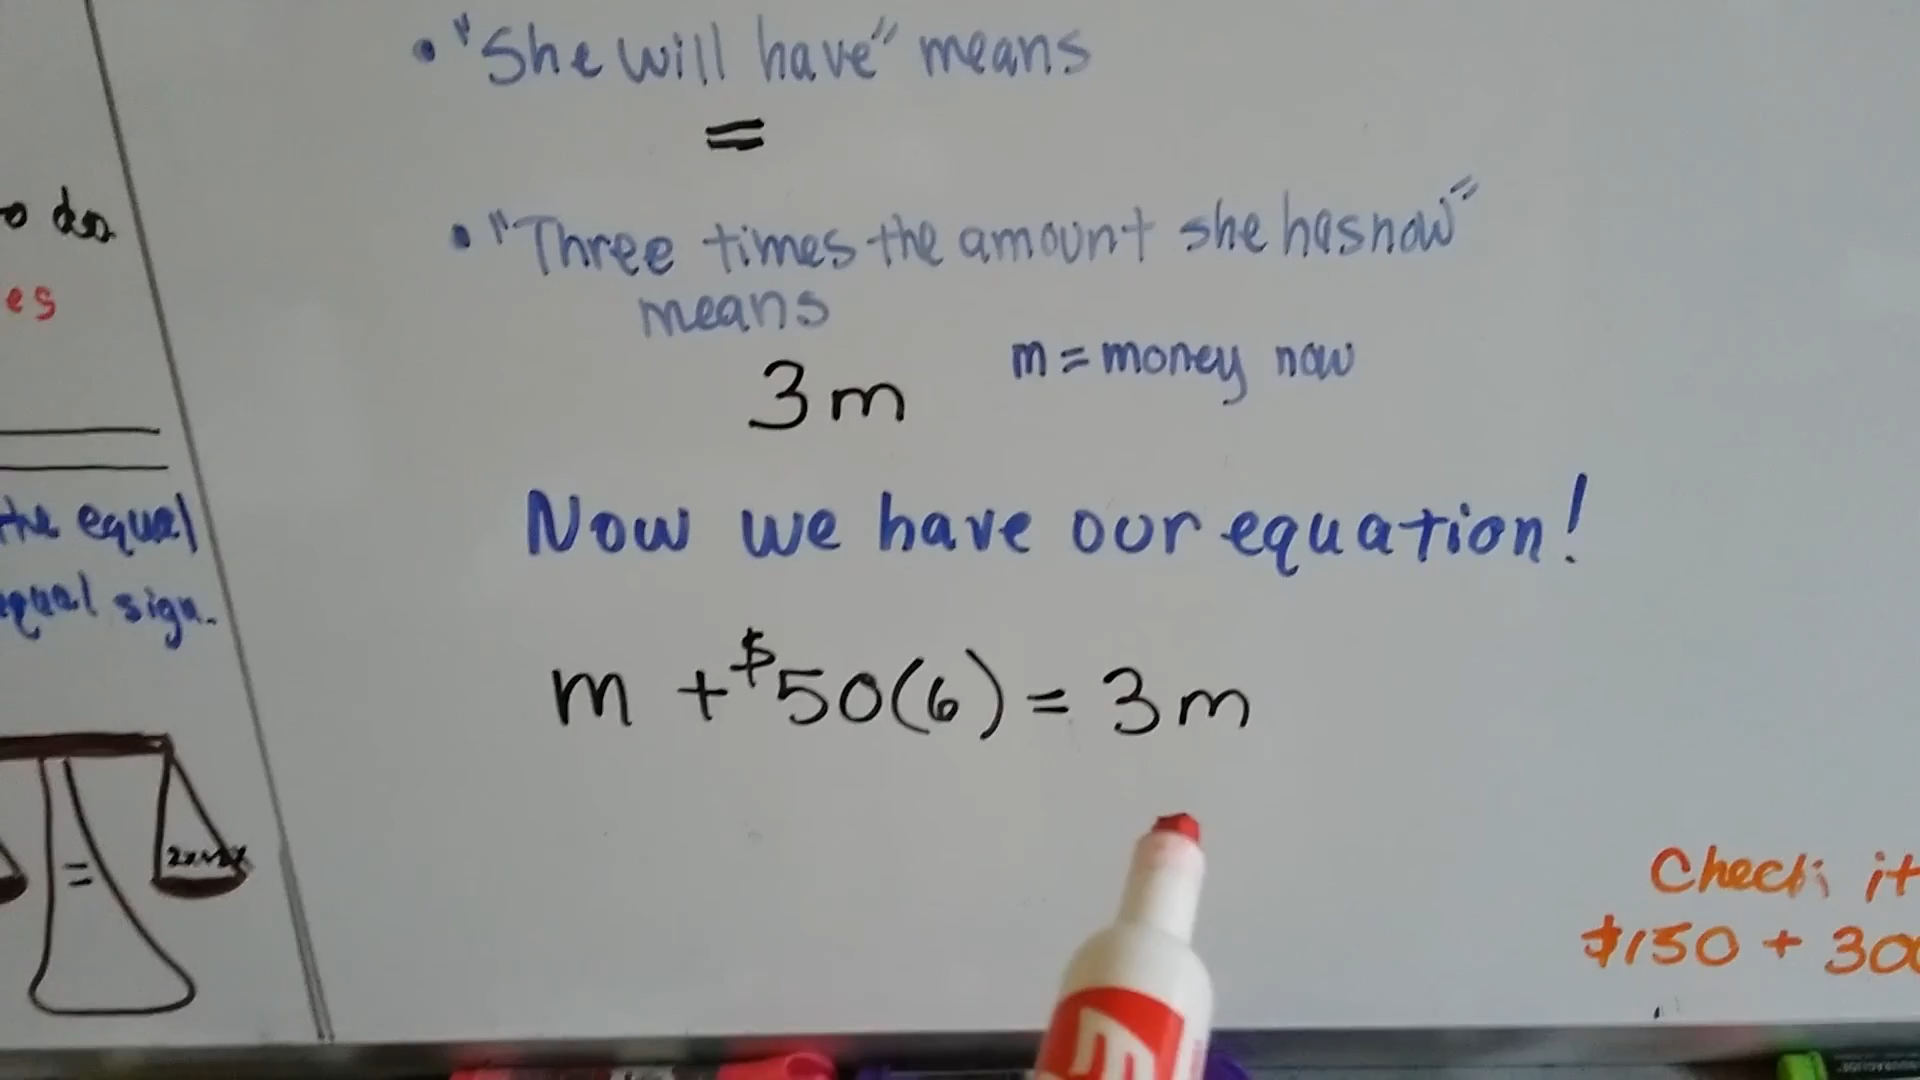 • "She will have" means
=
• "Three times the amount she has now"
means
3m
m = money now
Now we have our equation!
m + $50(6) = 3m
the equal
equal sign.
es
=
Check it
$150 + 300